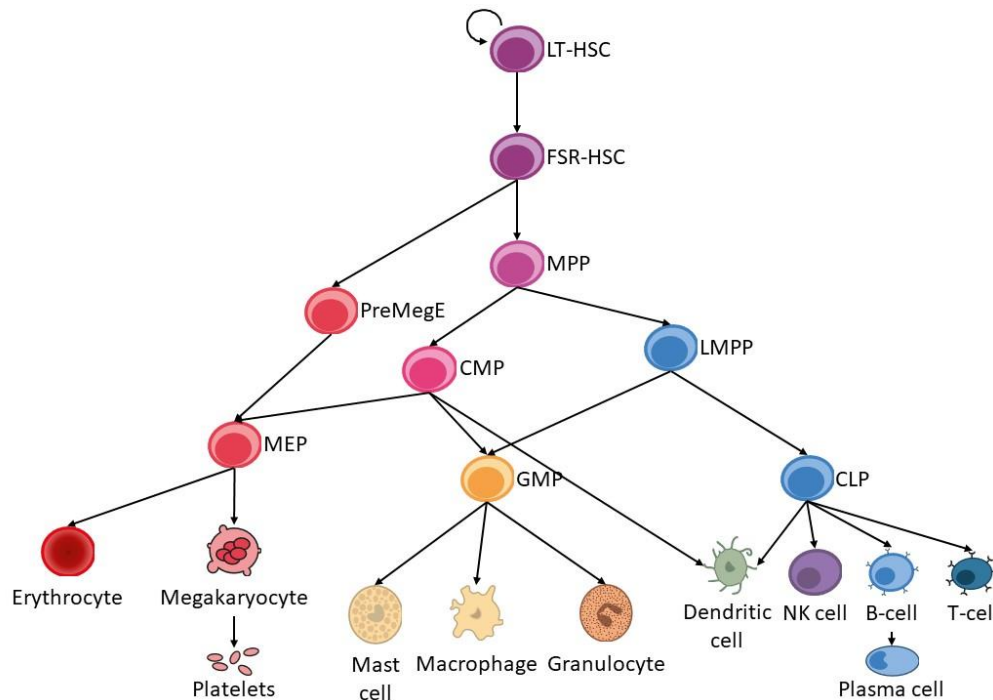 LT-HSC
FSR-HSC
MPP
PreMegE
LMPP
CMP
MEP
GMP
CLP
Erythrocyte
Megakaryocyte
Platelets
Mast
cell
Macrophage
Granulocyte
Dendritic
cell
NK cell
B-cell
T-cel
Plasma cell